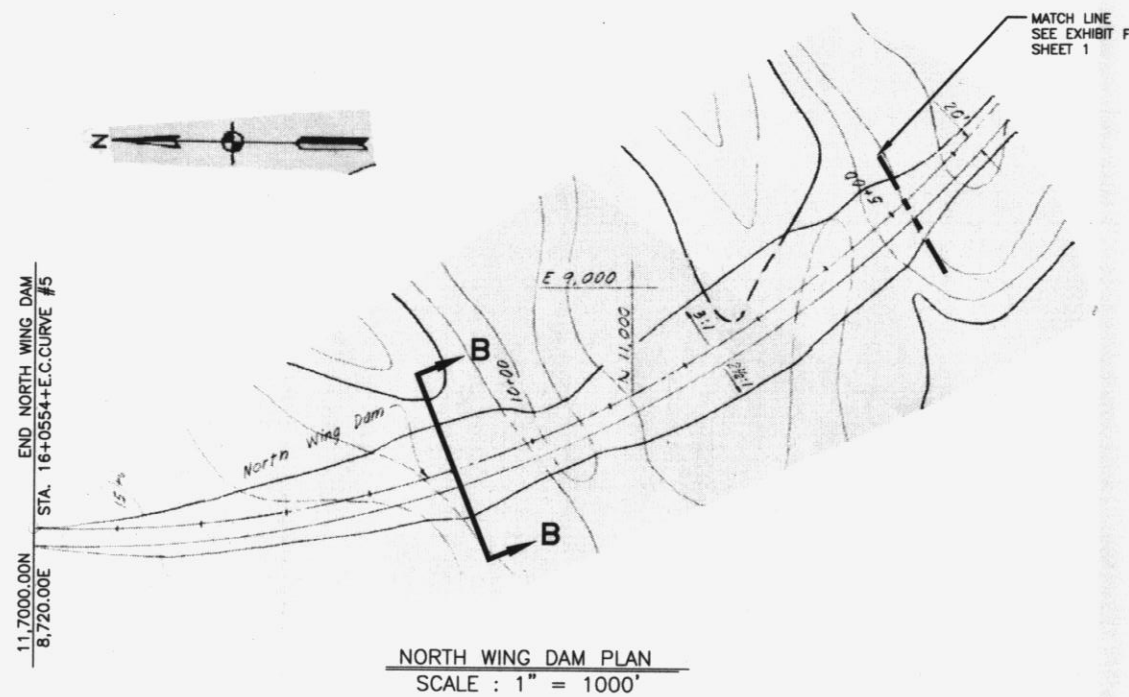 MATCH LINE
SEE EXHIBIT F
SHEET 1
20'
N
5+00
E 9,000
N 11,000
3:1
2½:1
B
10+00
North Wing Dam
B
END NORTH WING DAM
STA. 16+0554+E.C.CURVE #5
11,7000.00N
8,720.00E
NORTH WING DAM PLAN
SCALE : 1" = 1000'